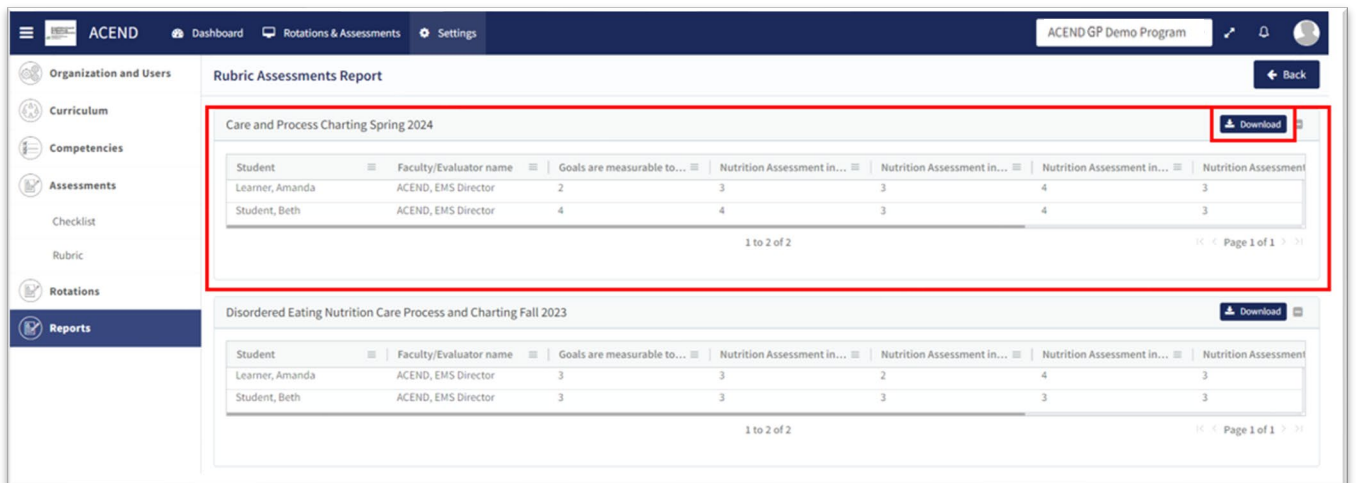 ACEND Dashboard Rotations & Assessments Settings ACEND GP Demo Program
Organization and Users
Curriculum
Competencies
Assessments
Checklist
Rubric
Rotations
Reports
Rubric Assessments Report Back
Care and Process Charting Spring 2024 Download
Student Faculty/Evaluator name Goals are measurable to... Nutrition Assessment in... Nutrition Assessment in... Nutrition Assessment in... Nutrition Assessment
Learner, Amanda ACEND, EMS Director 2 3 3 4 3
Student, Beth ACEND, EMS Director 4 4 3 4 3
1 to 2 of 2 Page 1 of 1
Disordered Eating Nutrition Care Process and Charting Fall 2023 Download
Student Faculty/Evaluator name Goals are measurable to... Nutrition Assessment in... Nutrition Assessment in... Nutrition Assessment in... Nutrition Assessment
Learner, Amanda ACEND, EMS Director 3 3 2 4 3
Student, Beth ACEND, EMS Director 3 3 3 3 3
1 to 2 of 2 Page 1 of 1